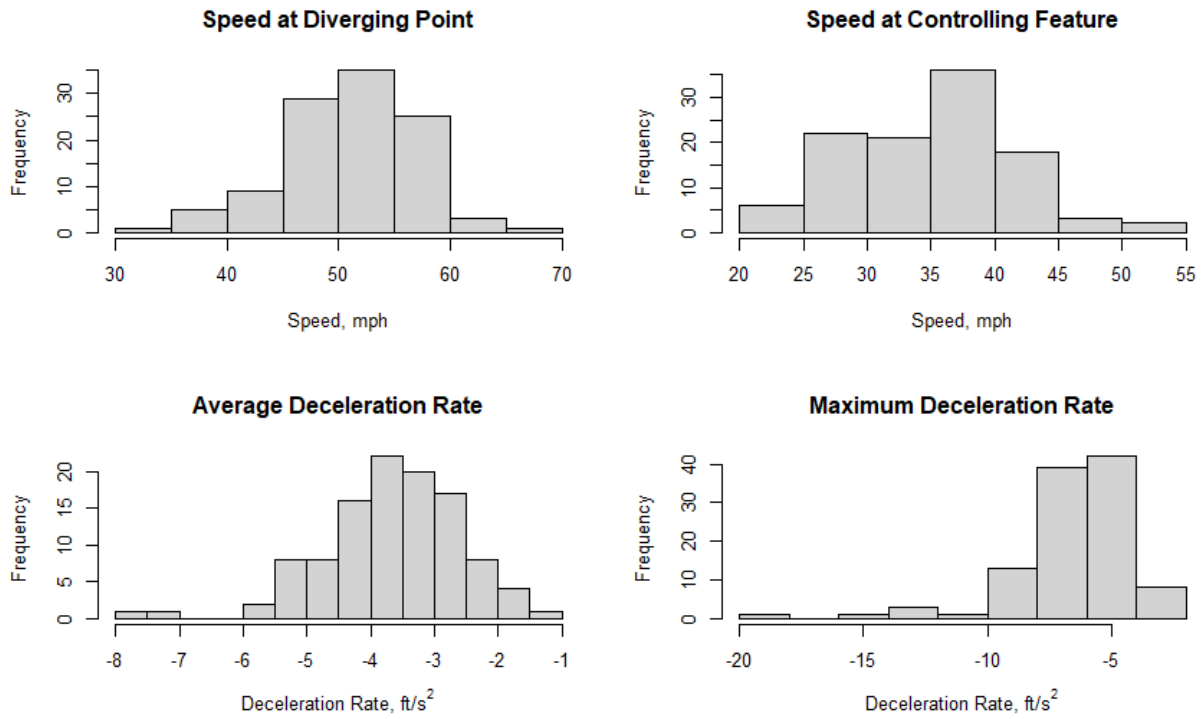 Speed at Diverging Point
Frequency
0 10 20 30
30 40 50 60 70
Speed, mph
Speed at Controlling Feature
Frequency
0 10 20 30
20 25 30 35 40 45 50 55
Speed, mph
Average Deceleration Rate
Frequency
0 5 10 15 20
-8 -7 -6 -5 -4 -3 -2 -1
Deceleration Rate, ft/s²
Maximum Deceleration Rate
Frequency
0 10 20 30 40
-20 -15 -10 -5
Deceleration Rate, ft/s²